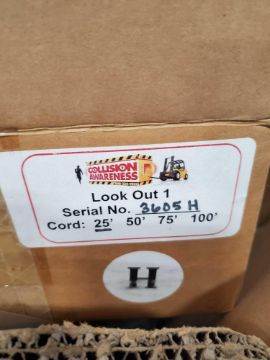 COLLISION
AWARENESS
Look Out 1
Serial No. 3605 H
Cord: 25' 50' 75' 100'
H